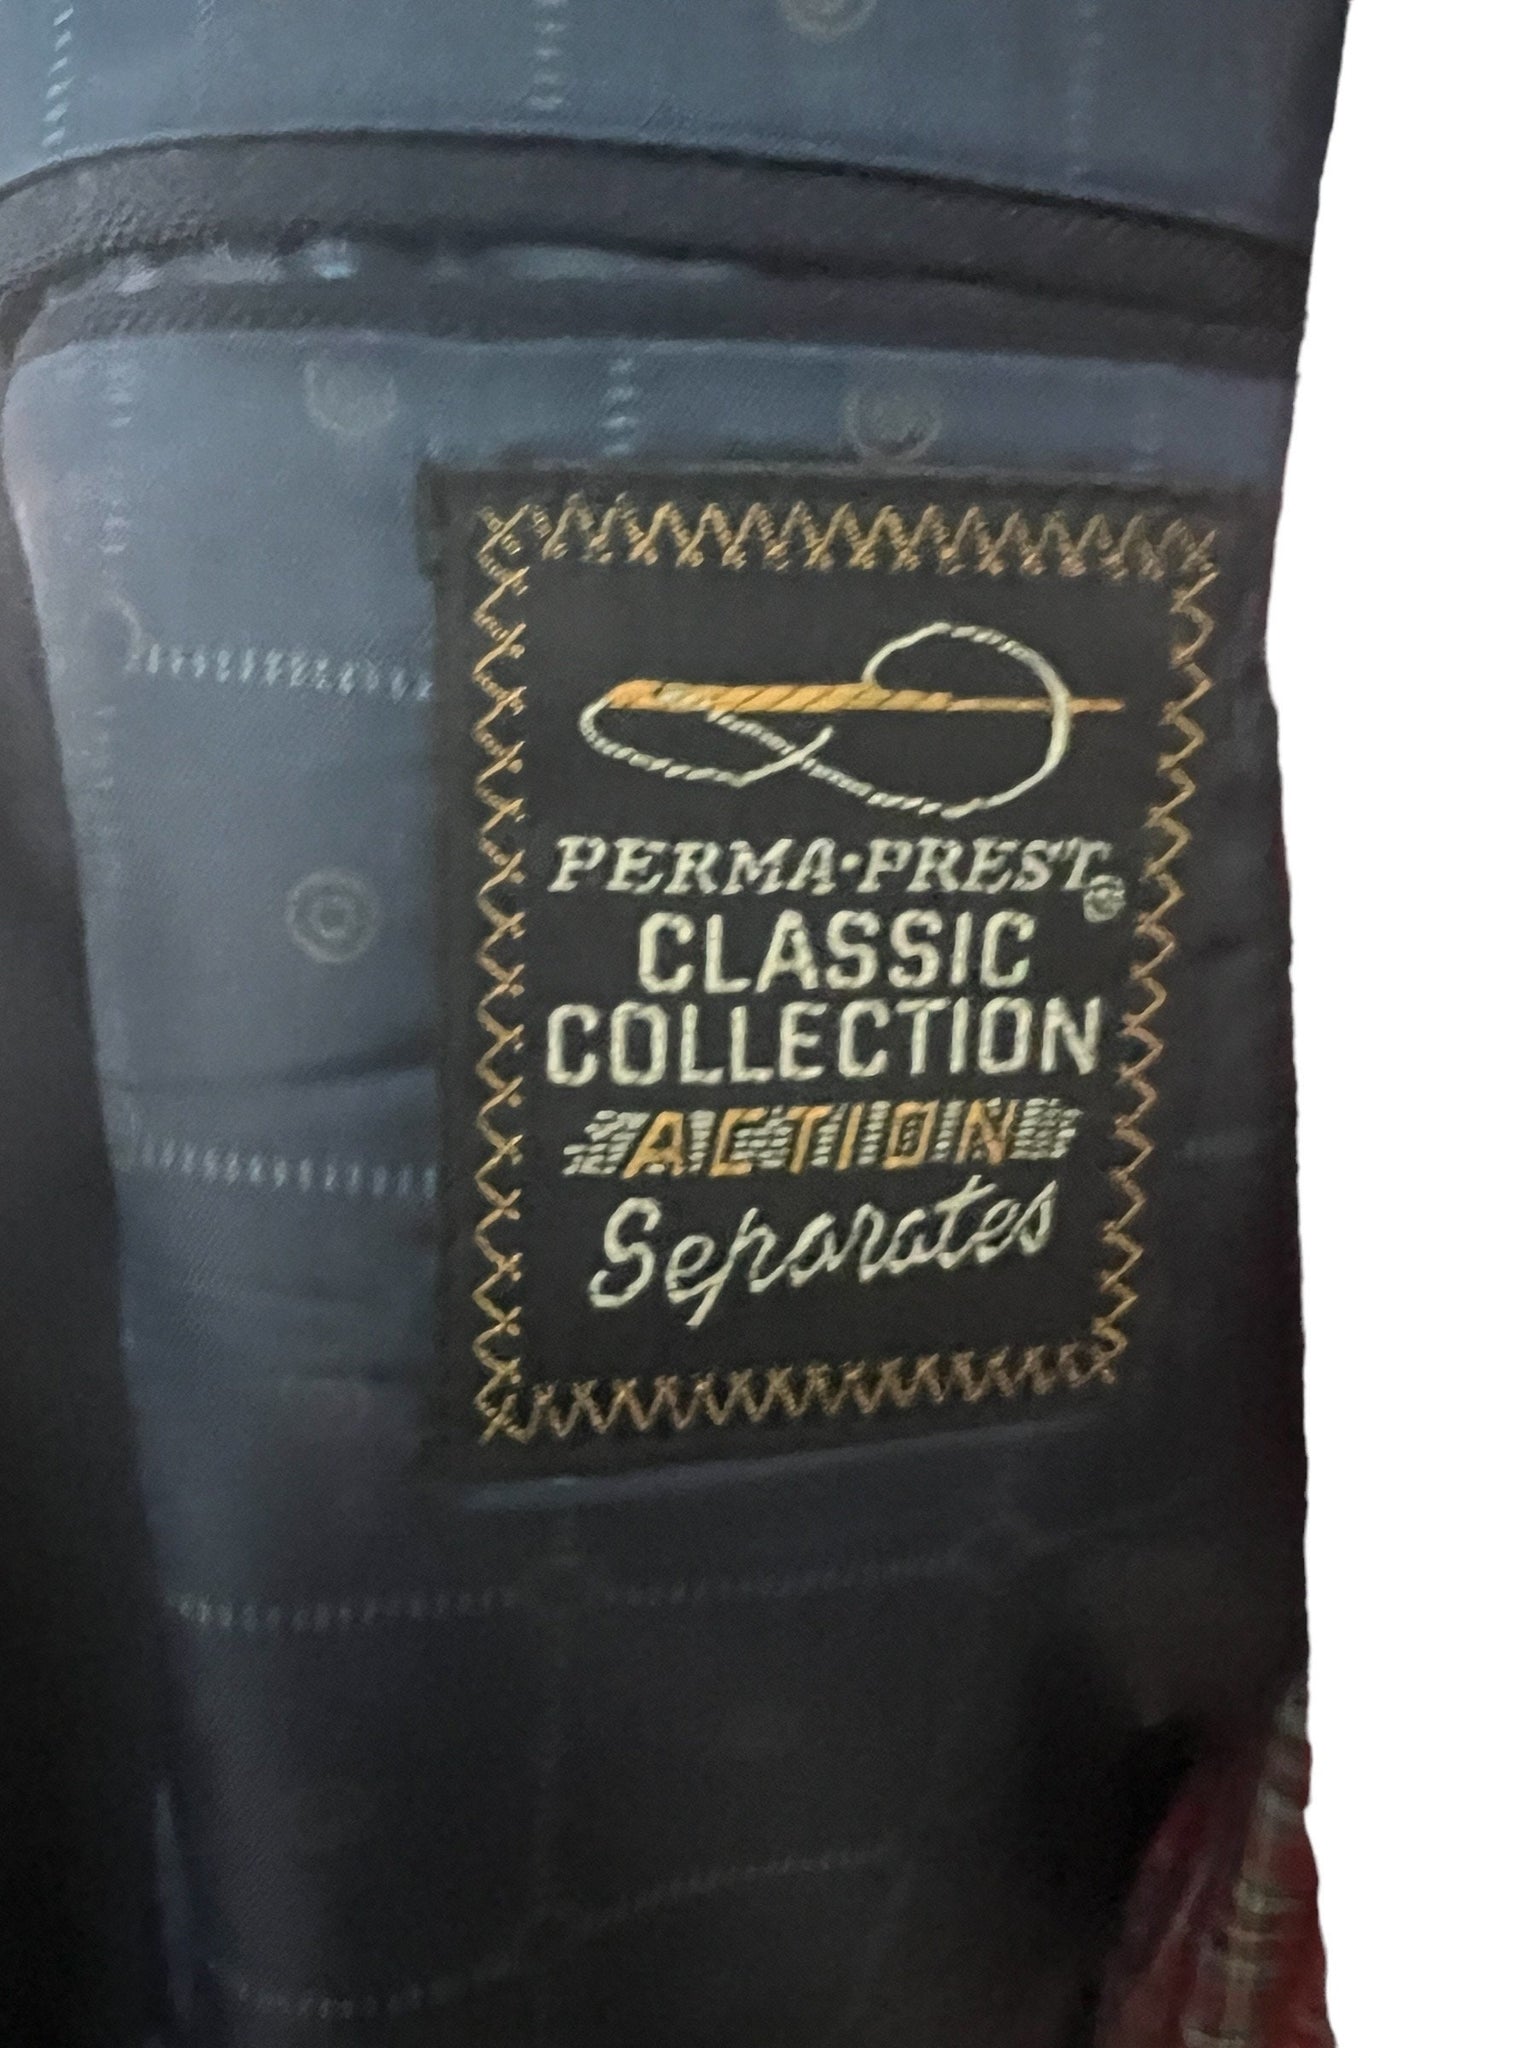 PERMA•PREST®
CLASSIC
COLLECTION
ACTION
Separates